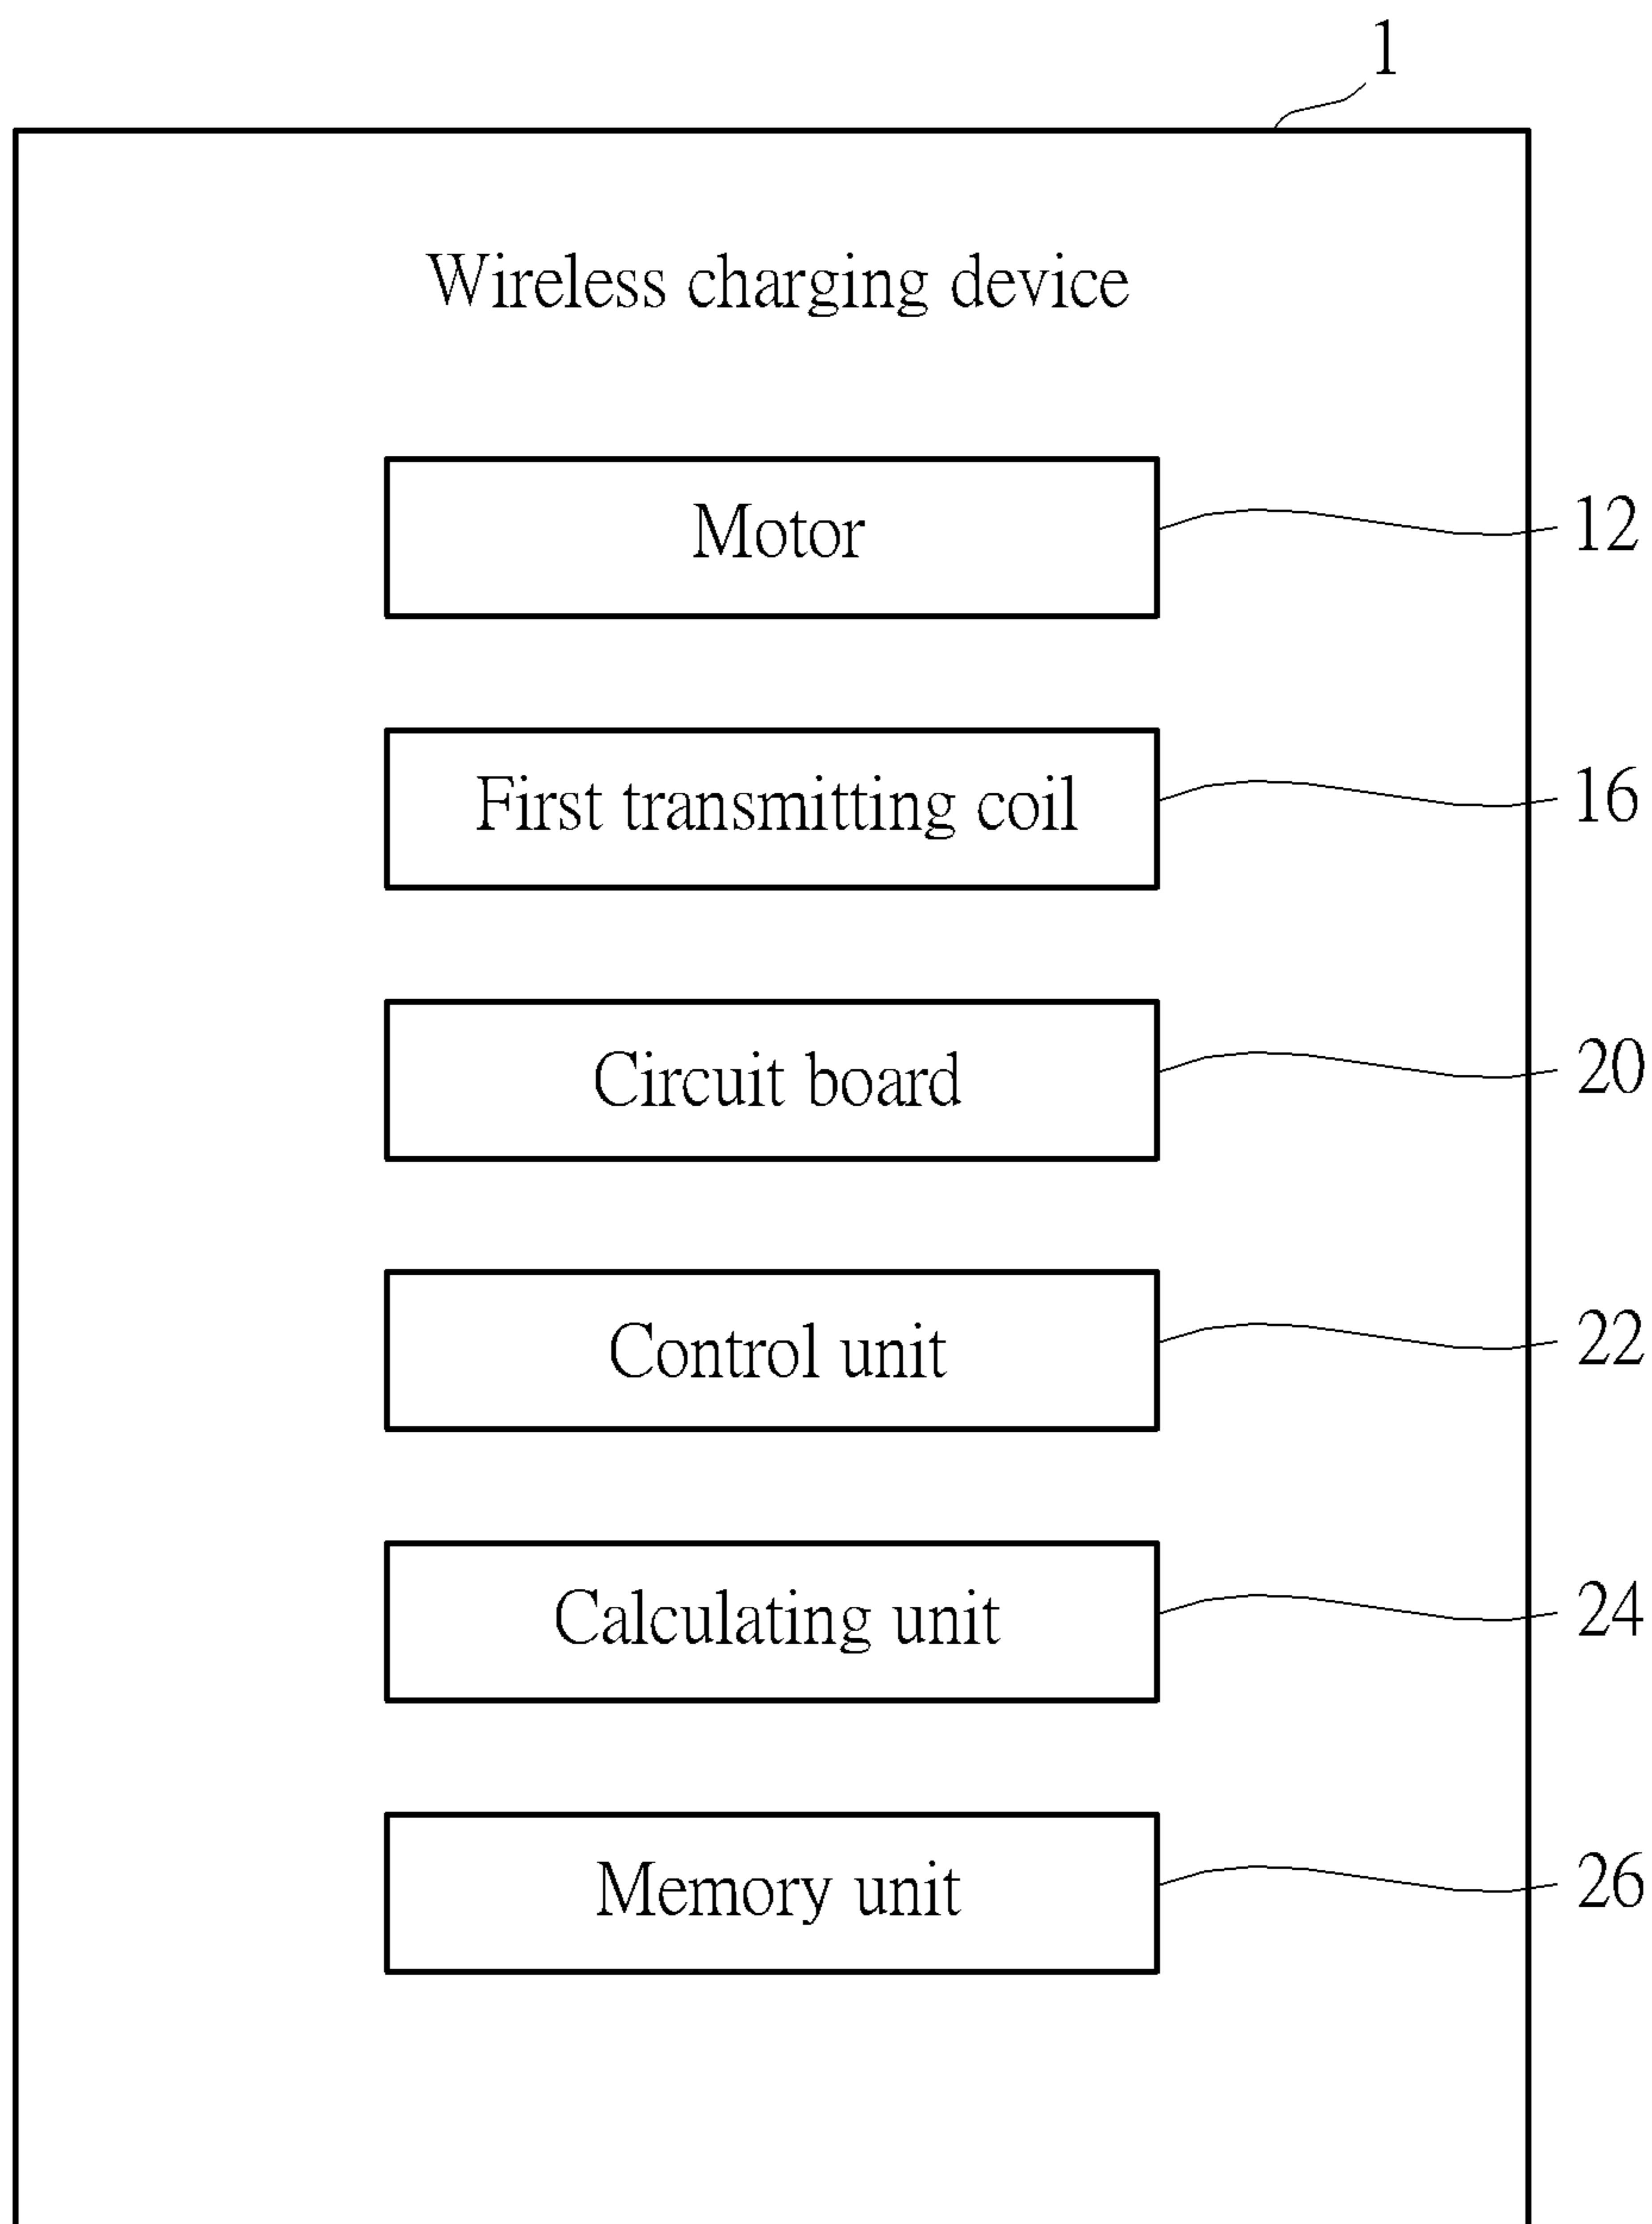 1
Wireless charging device
Motor 12
First transmitting coil 16
Circuit board 20
Control unit 22
Calculating unit 24
Memory unit 26